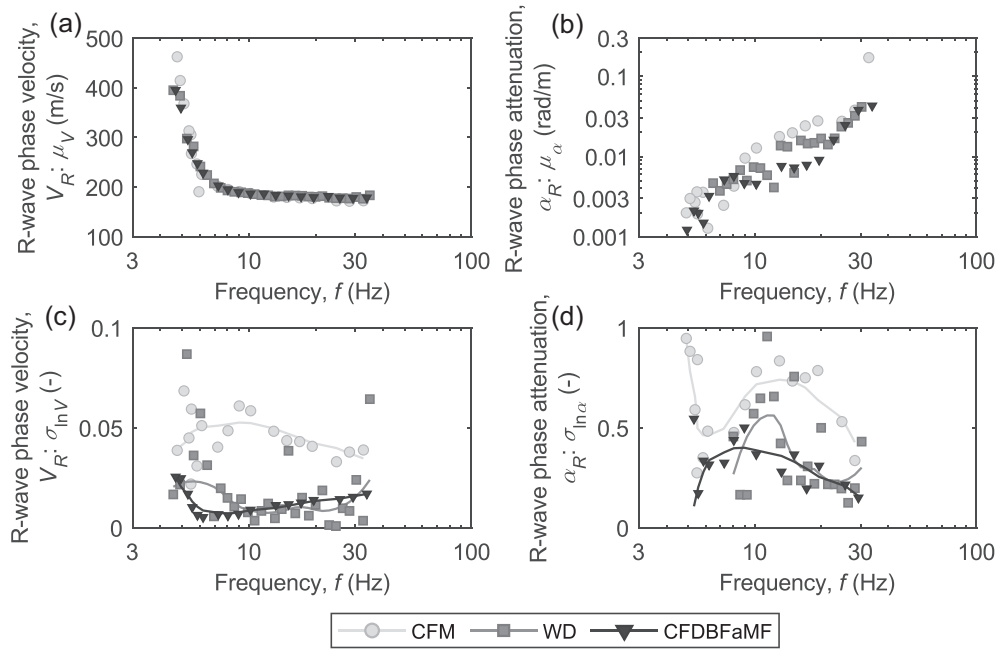 (a)
R-wave phase velocity,
V_R: μ_V (m/s)
500
400
300
200
100
3
10
30
100
Frequency, f (Hz)
(b)
R-wave phase attenuation,
α_R: μ_α (rad/m)
0.3
0.1
0.03
0.01
0.003
0.001
3
10
30
100
Frequency, f (Hz)
(c)
R-wave phase velocity,
V_R: σ_lnV (-)
0.1
0.05
0
3
10
30
100
Frequency, f (Hz)
(d)
R-wave phase attenuation,
α_R: σ_lnα (-)
1
0.5
0
3
10
30
100
Frequency, f (Hz)
CFM WD CFDBFaMF